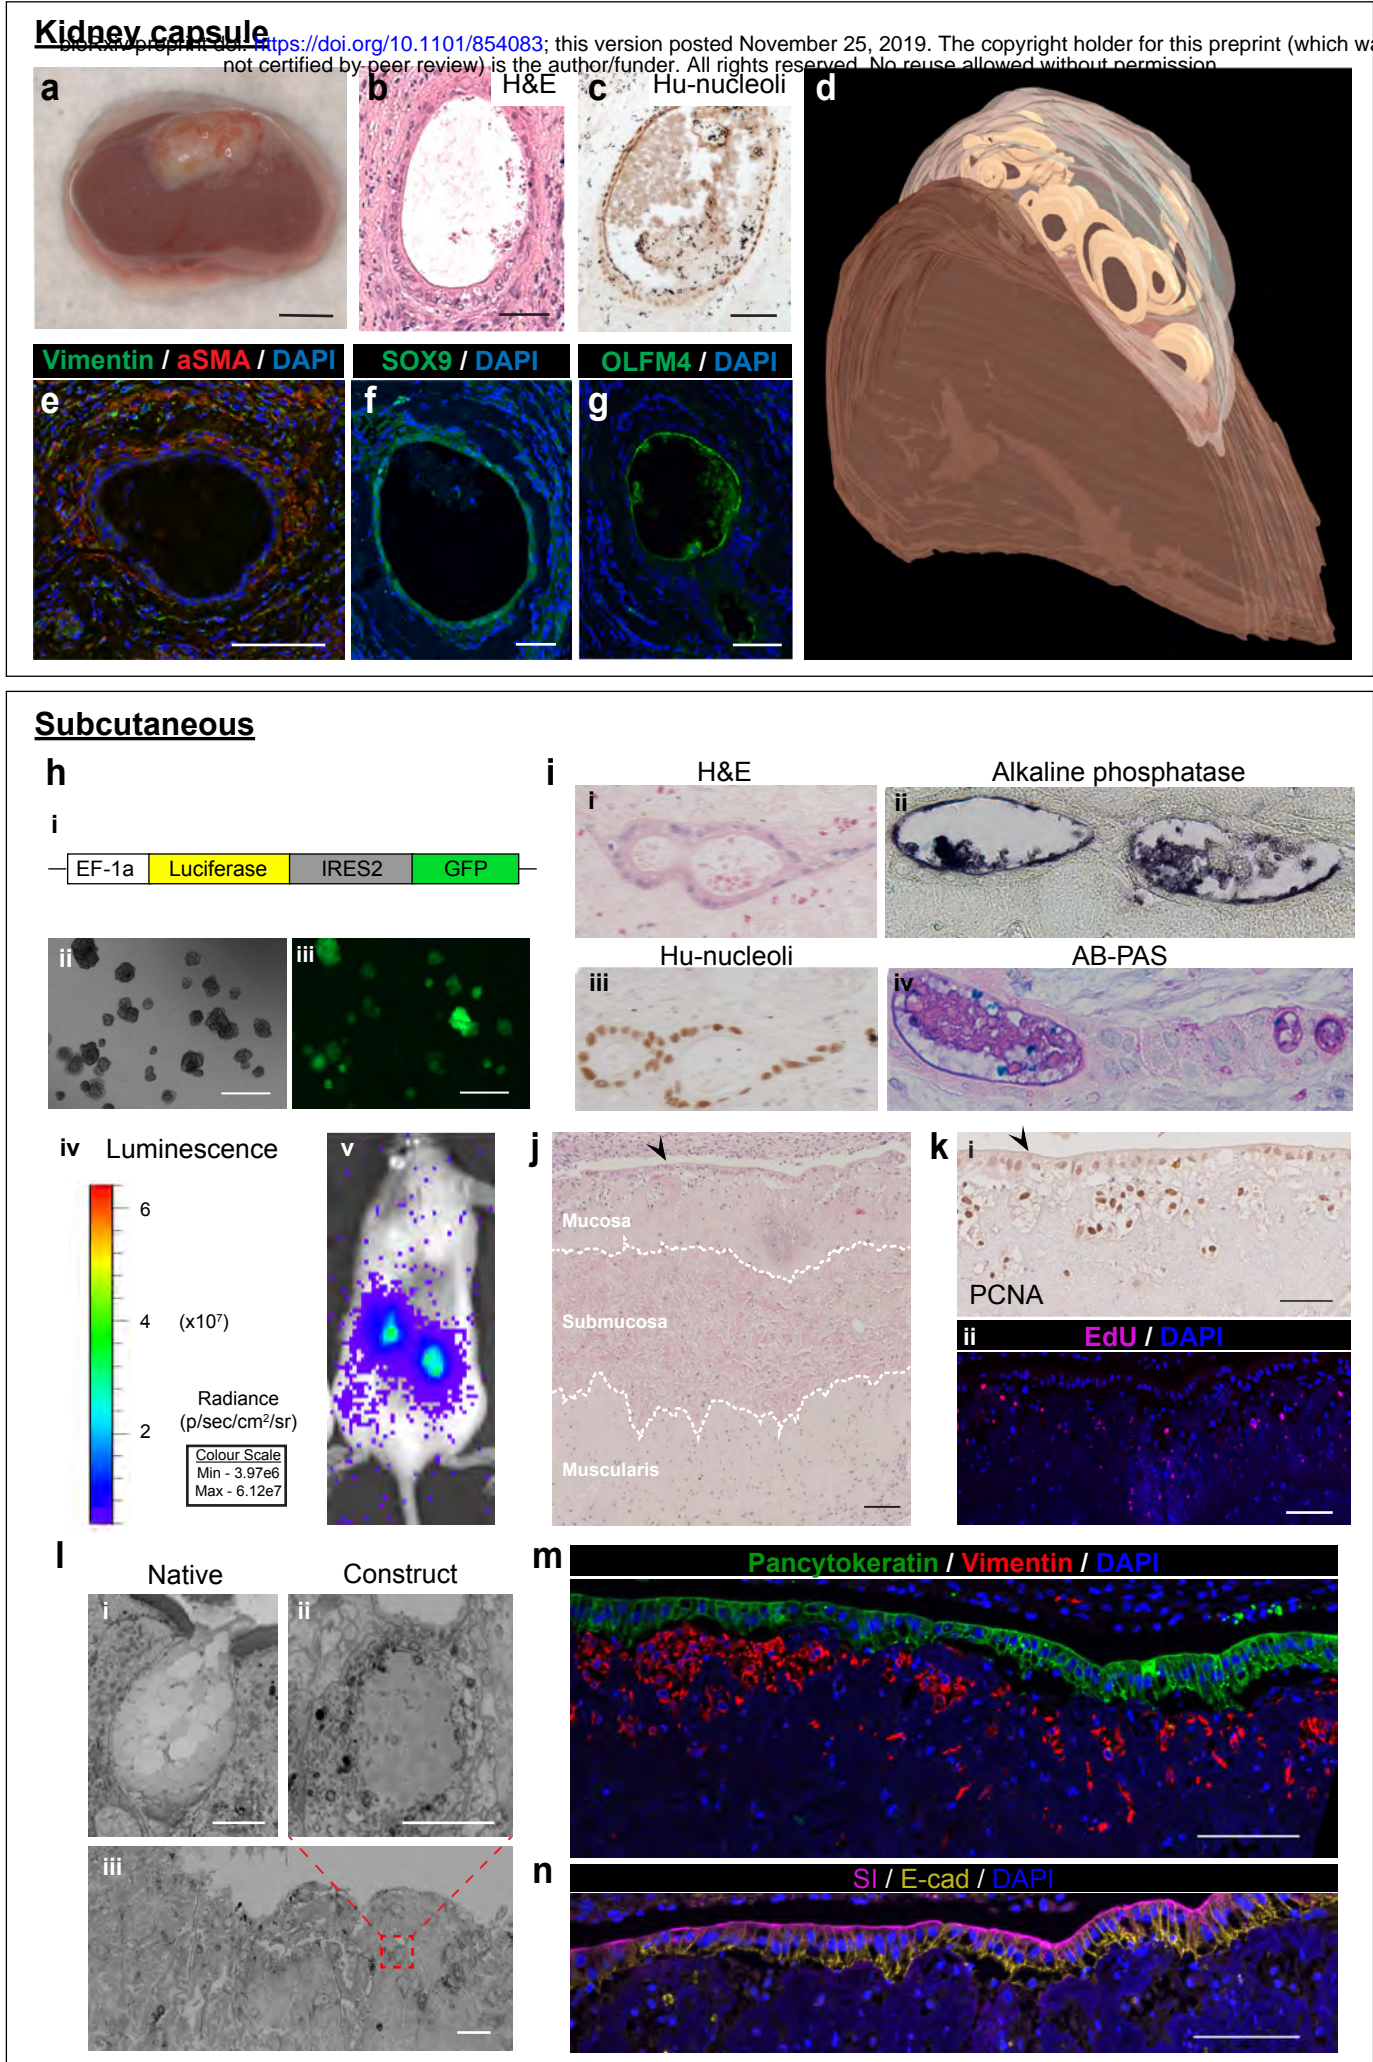 Kidney capsule
bioRxiv preprint doi: https://doi.org/10.1101/854083; this version posted November 25, 2019. The copyright holder for this preprint (which wa
not certified by peer review) is the author/funder. All rights reserved. No reuse allowed without permission.
a
b
H&E
c
Hu-nucleoli
d
Vimentin / aSMA / DAPI
SOX9 / DAPI
OLFM4 / DAPI
e
f
g
Subcutaneous
h
i
EF-1a
Luciferase
IRES2
GFP
ii
iii
iv
Luminescence
6
4
(x10⁷)
2
Radiance
(p/sec/cm²/sr)
Colour Scale
Min - 3.97e6
Max - 6.12e7
v
i
H&E
Alkaline phosphatase
i
ii
Hu-nucleoli
AB-PAS
iii
iv
j
Mucosa
Submucosa
Muscularis
k
i
PCNA
ii
EdU / DAPI
l
Native
Construct
i
ii
iii
m
Pancytokeratin / Vimentin / DAPI
n
SI / E-cad / DAPI